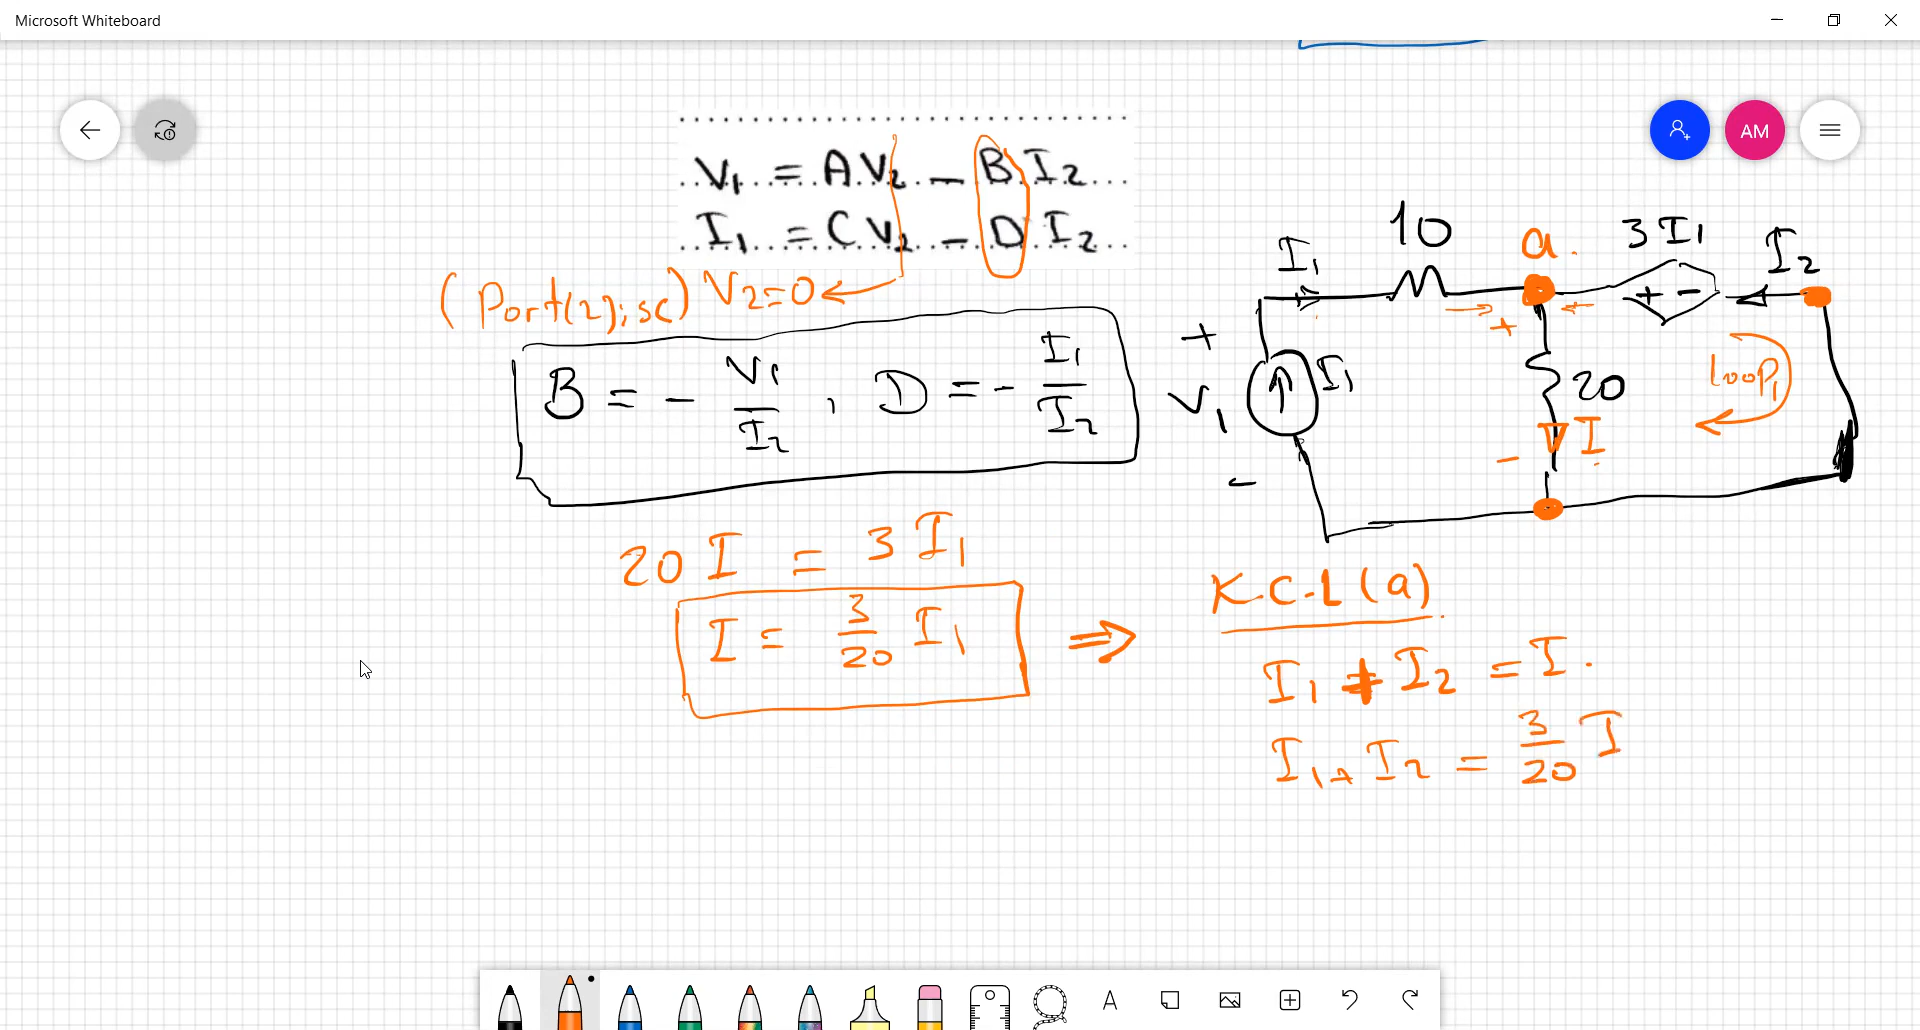 Microsoft Whiteboard
AM
V1 = AV2 - BI2
I1 = CV2 - DI2
(Port(2);sc) V2=0
B = - V1/I2 , D = - I1/I2
20 I = 3 I1
I = 3/20 I1 ⇒
I1
10
a.
3I1
I2
+
V1
-
I1
+
20
I
-
+ -
Loop1
K.C.L(a)
I1 + I2 = I.
I1 + I2 = 3/20 I
A